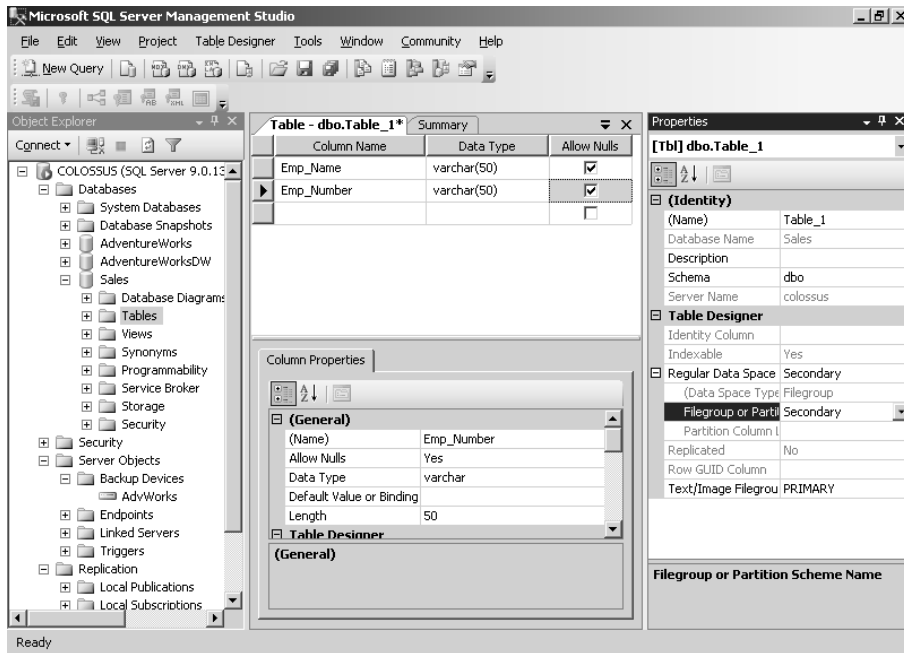 Microsoft SQL Server Management Studio
File Edit View Project Table Designer Tools Window Community Help
New Query
Object Explorer
Connect
COLOSSUS (SQL Server 9.0.13
Databases
System Databases
Database Snapshots
AdventureWorks
AdventureWorksDW
Sales
Database Diagrams
Tables
Views
Synonyms
Programmability
Service Broker
Storage
Security
Security
Server Objects
Backup Devices
AdvWorks
Endpoints
Linked Servers
Triggers
Replication
Local Publications
Local Subscriptions
Table - dbo.Table_1* Summary
Column Name Data Type Allow Nulls
Emp_Name varchar(50)
Emp_Number varchar(50)
Column Properties
(General)
(Name) Emp_Number
Allow Nulls Yes
Data Type varchar
Default Value or Binding
Length 50
Table Designer
(General)
Properties
[Tbl] dbo.Table_1
(Identity)
(Name) Table_1
Database Name Sales
Description
Schema dbo
Server Name colossus
Table Designer
Identity Column
Indexable Yes
Regular Data Space Secondary
(Data Space Type Filegroup
Filegroup or Parti Secondary
Partition Column L
Replicated No
Row GUID Column
Text/Image Filegrou PRIMARY
Filegroup or Partition Scheme Name
Ready